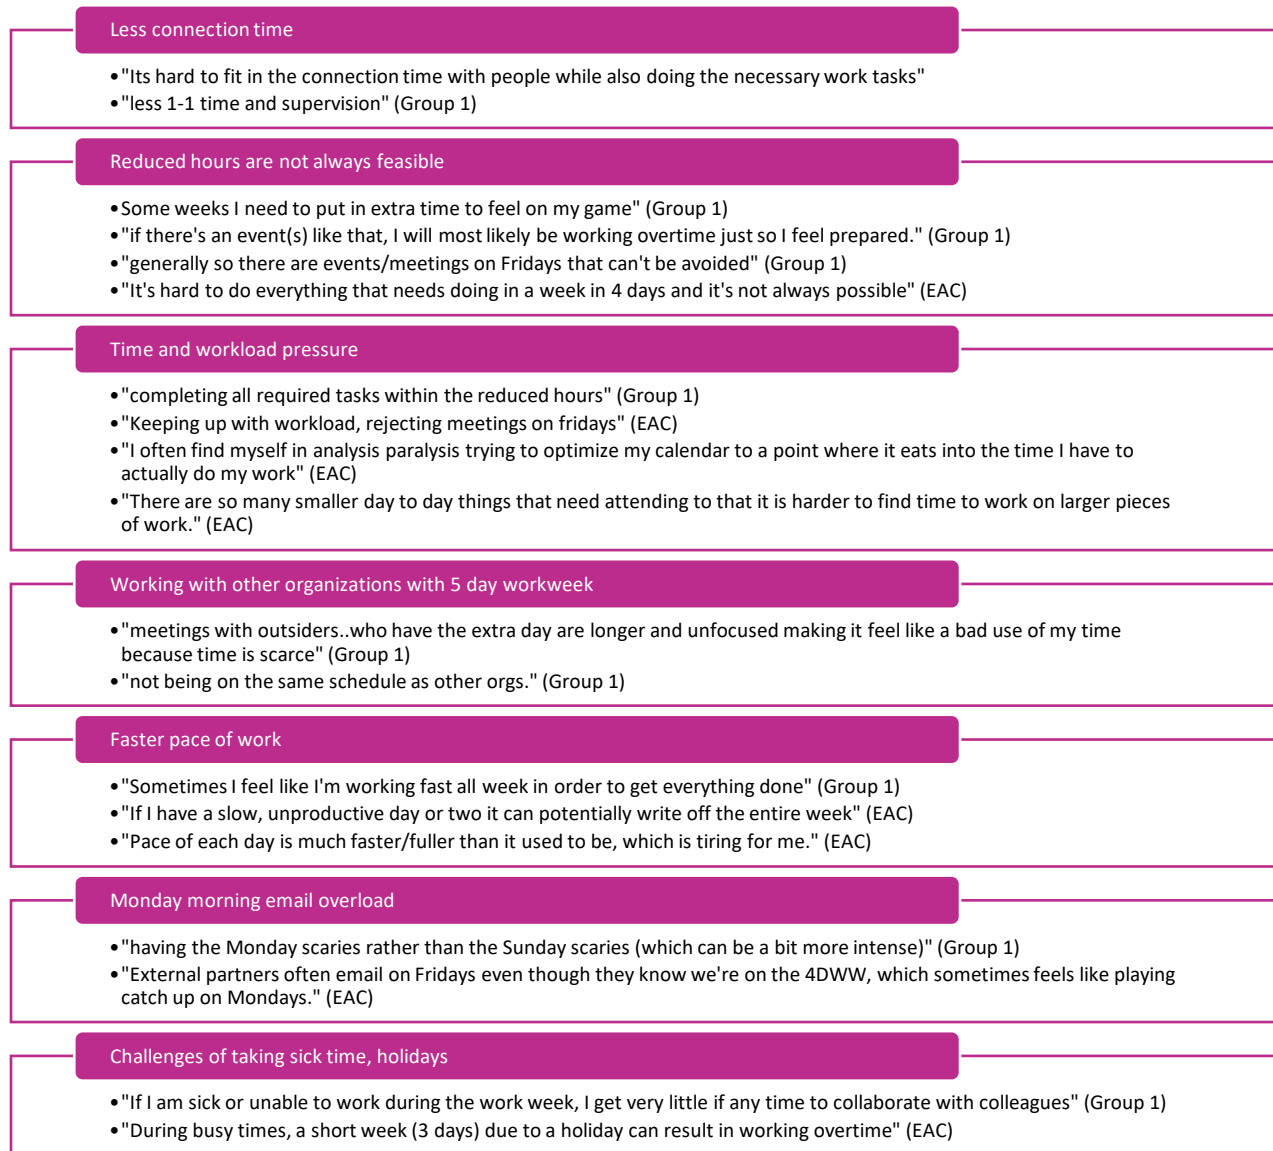 Less connection time
•"Its hard to fit in the connection time with people while also doing the necessary work tasks"
•"less 1-1 time and supervision" (Group 1)
Reduced hours are not always feasible
•Some weeks I need to put in extra time to feel on my game" (Group 1)
•"if there's an event(s) like that, I will most likely be working overtime just so I feel prepared." (Group 1)
•"generally so there are events/meetings on Fridays that can't be avoided" (Group 1)
•"It's hard to do everything that needs doing in a week in 4 days and it's not always possible" (EAC)
Time and workload pressure
•"completing all required tasks within the reduced hours" (Group 1)
•"Keeping up with workload, rejecting meetings on fridays" (EAC)
•"I often find myself in analysis paralysis trying to optimize my calendar to a point where it eats into the time I have to
actually do my work" (EAC)
•"There are so many smaller day to day things that need attending to that it is harder to find time to work on larger pieces
of work." (EAC)
Working with other organizations with 5 day workweek
•"meetings with outsiders..who have the extra day are longer and unfocused making it feel like a bad use of my time
because time is scarce" (Group 1)
•"not being on the same schedule as other orgs." (Group 1)
Faster pace of work
•"Sometimes I feel like I'm working fast all week in order to get everything done" (Group 1)
•"If I have a slow, unproductive day or two it can potentially write off the entire week" (EAC)
•"Pace of each day is much faster/fuller than it used to be, which is tiring for me." (EAC)
Monday morning email overload
•"having the Monday scaries rather than the Sunday scaries (which can be a bit more intense)" (Group 1)
•"External partners often email on Fridays even though they know we're on the 4DWW, which sometimes feels like playing
catch up on Mondays." (EAC)
Challenges of taking sick time, holidays
•"If I am sick or unable to work during the work week, I get very little if any time to collaborate with colleagues" (Group 1)
•"During busy times, a short week (3 days) due to a holiday can result in working overtime" (EAC)